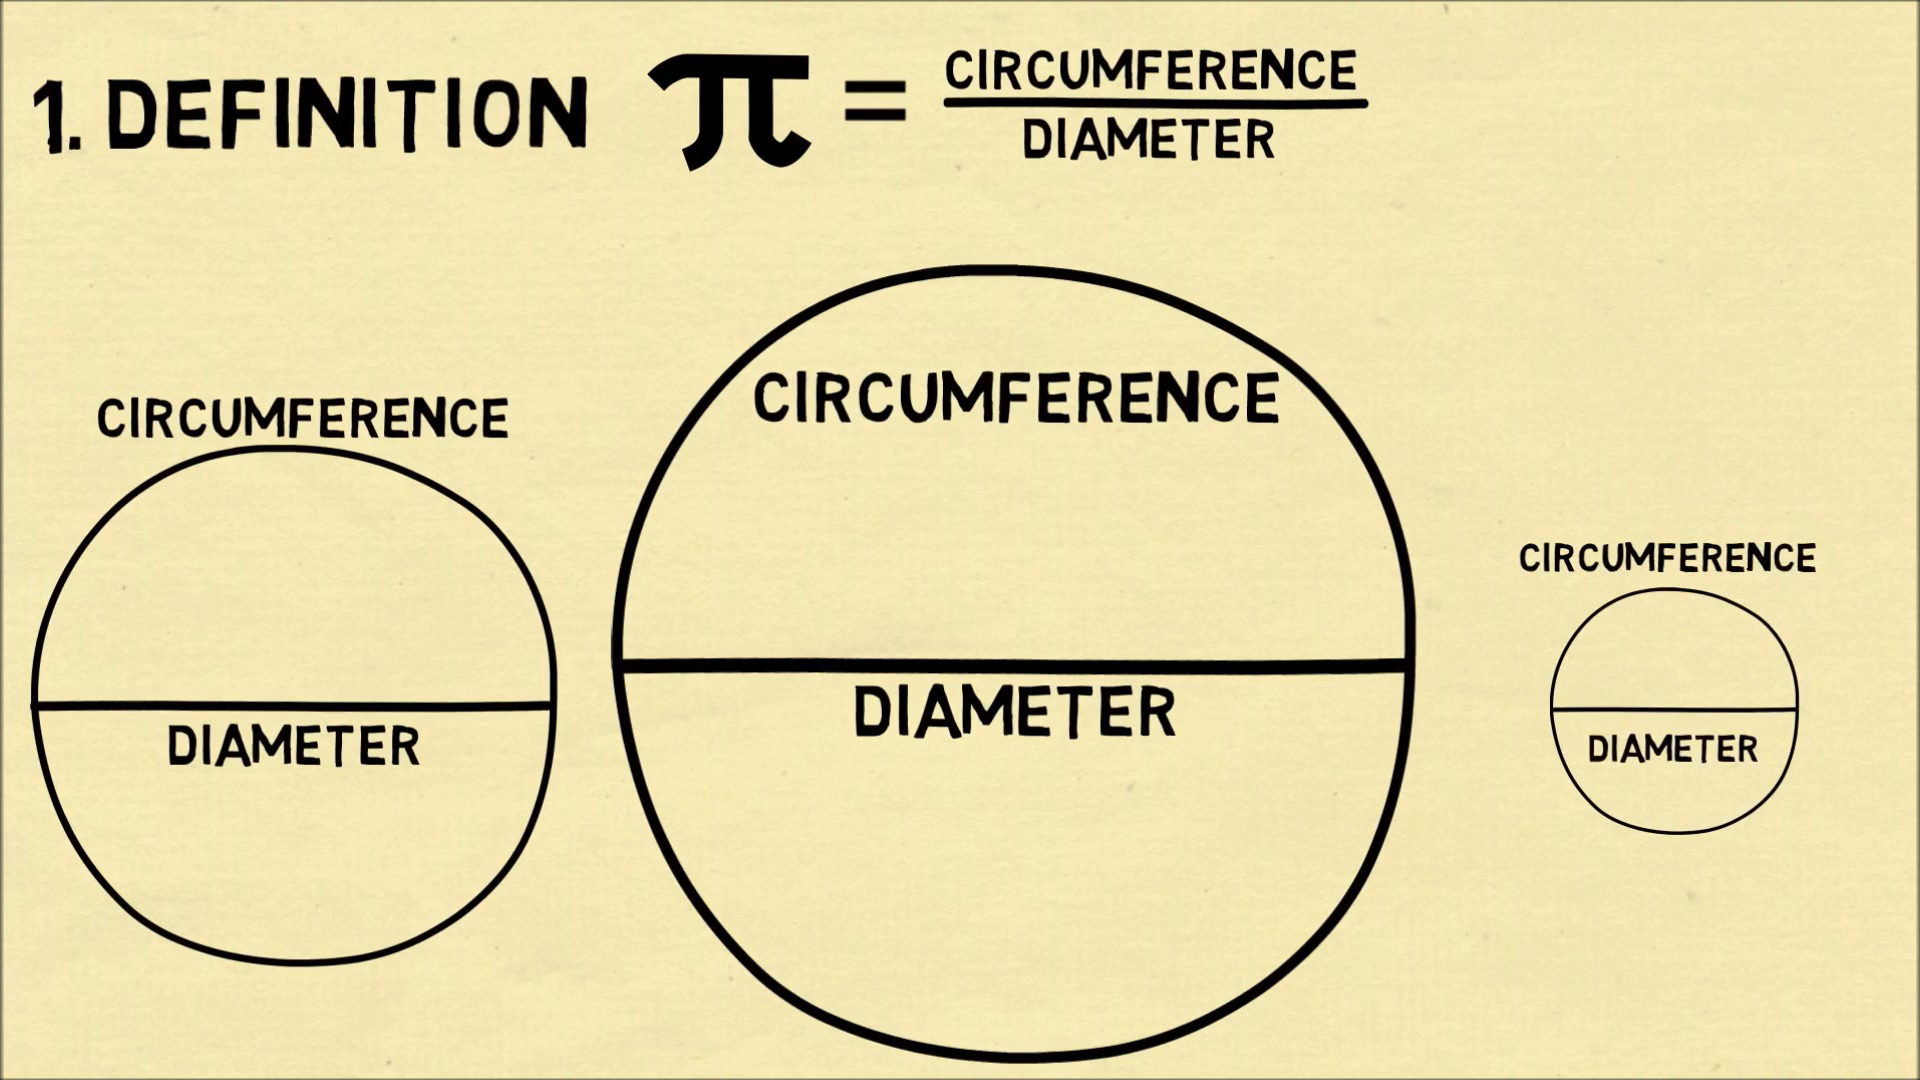 1. DEFINITION π = CIRCUMFERENCE
DIAMETER
CIRCUMFERENCE
DIAMETER
CIRCUMFERENCE
DIAMETER
CIRCUMFERENCE
DIAMETER